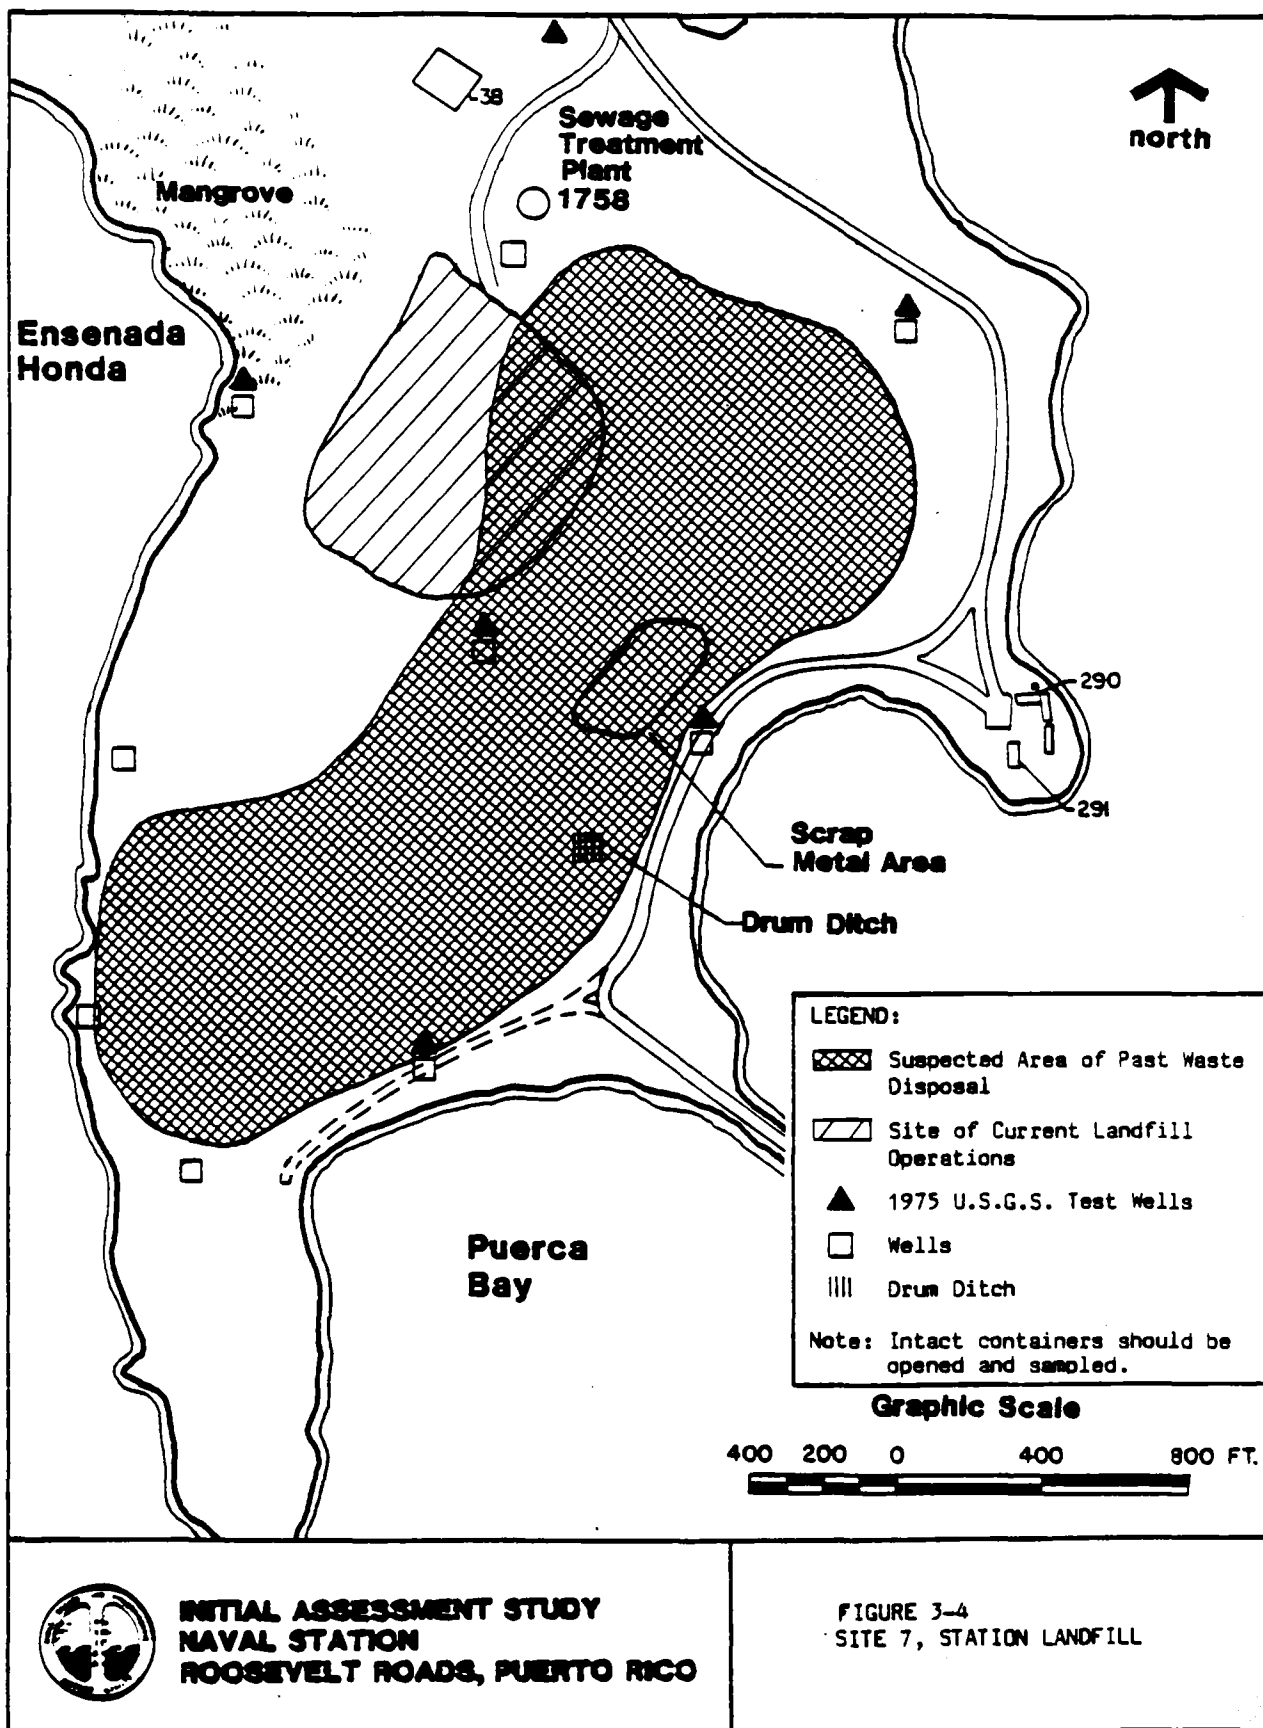 38
Sewage
Treatment
Plant
1758
north
Mangrove
Ensenada
Honda
290
291
Scrap
Metal Area
Drum Ditch
Puerca
Bay
LEGEND:
Suspected Area of Past Waste
Disposal
Site of Current Landfill
Operations
1975 U.S.G.S. Test Wells
Wells
Drum Ditch
Note: Intact containers should be
opened and sampled.
Graphic Scale
400 200 0 400 800 FT.
INITIAL ASSESSMENT STUDY
NAVAL STATION
ROOSEVELT ROADS, PUERTO RICO
FIGURE 3-4
SITE 7, STATION LANDFILL